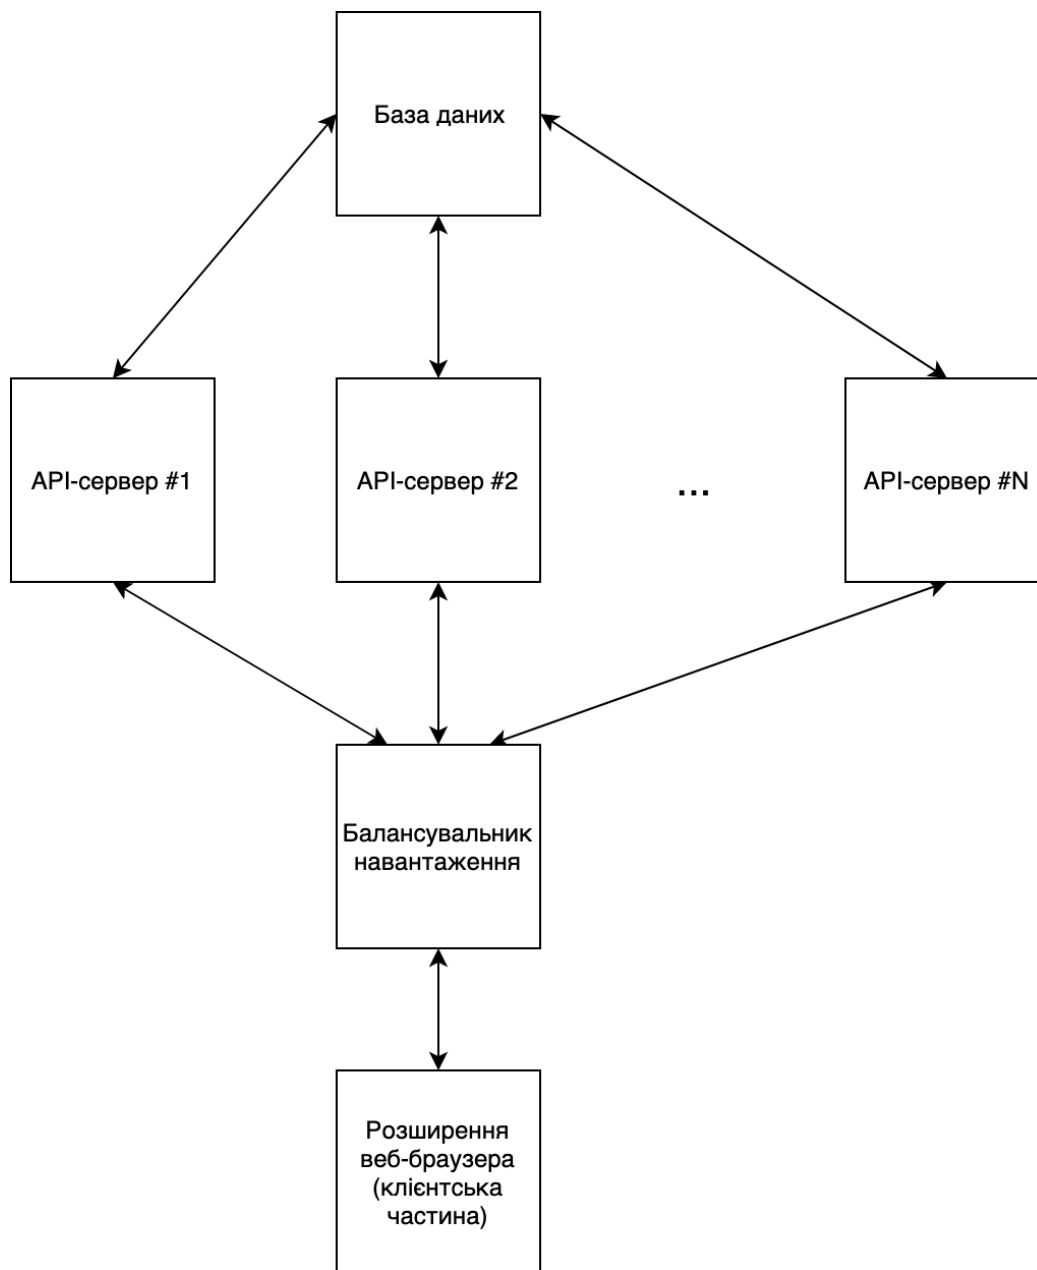 База даних
API-сервер #1
API-сервер #2
...
API-сервер #N
Балансувальник
навантаження
Розширення
веб-браузера
(клієнтська
частина)